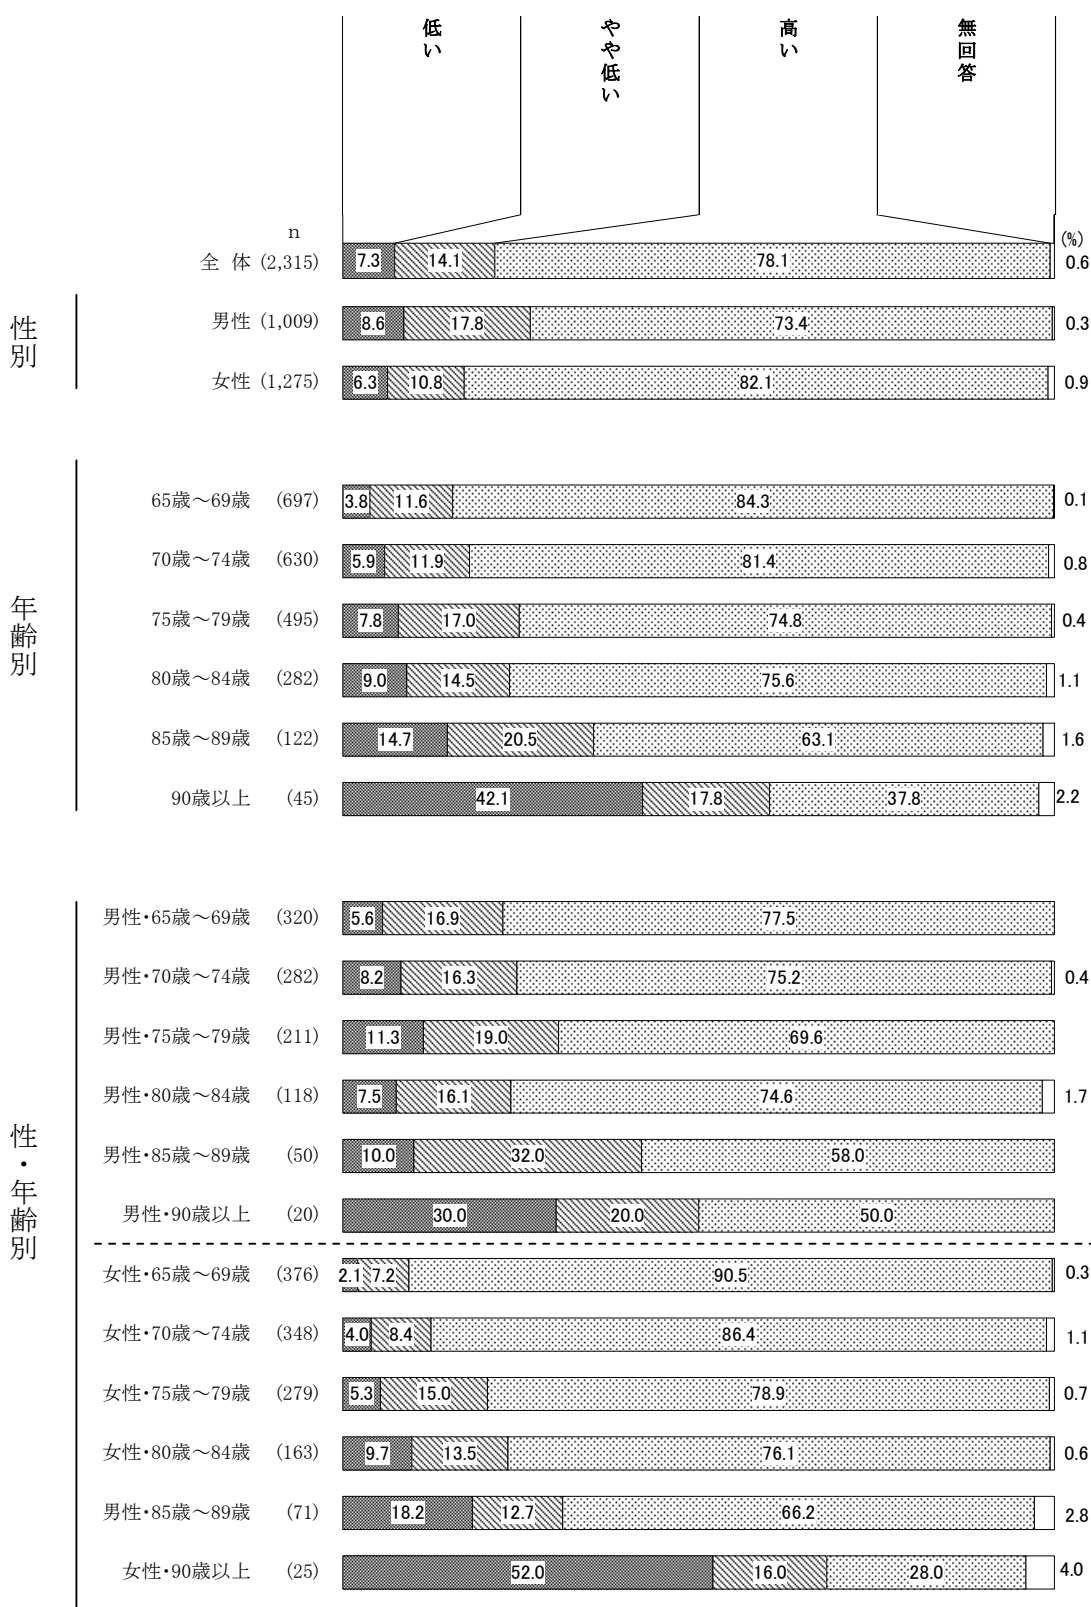 低い
やや低い
高い
無回答
n
(%)
全 体 (2,315) 7.3 14.1 78.1 0.6
性別
男性 (1,009) 8.6 17.8 73.4 0.3
女性 (1,275) 6.3 10.8 82.1 0.9
年齢別
65歳～69歳 (697) 3.8 11.6 84.3 0.1
70歳～74歳 (630) 5.9 11.9 81.4 0.8
75歳～79歳 (495) 7.8 17.0 74.8 0.4
80歳～84歳 (282) 9.0 14.5 75.6 1.1
85歳～89歳 (122) 14.7 20.5 63.1 1.6
90歳以上 (45) 42.1 17.8 37.8 2.2
性・年齢別
男性・65歳～69歳 (320) 5.6 16.9 77.5
男性・70歳～74歳 (282) 8.2 16.3 75.2 0.4
男性・75歳～79歳 (211) 11.3 19.0 69.6
男性・80歳～84歳 (118) 7.5 16.1 74.6 1.7
男性・85歳～89歳 (50) 10.0 32.0 58.0
男性・90歳以上 (20) 30.0 20.0 50.0
女性・65歳～69歳 (376) 2.1 7.2 90.5 0.3
女性・70歳～74歳 (348) 4.0 8.4 86.4 1.1
女性・75歳～79歳 (279) 5.3 15.0 78.9 0.7
女性・80歳～84歳 (163) 9.7 13.5 76.1 0.6
男性・85歳～89歳 (71) 18.2 12.7 66.2 2.8
女性・90歳以上 (25) 52.0 16.0 28.0 4.0